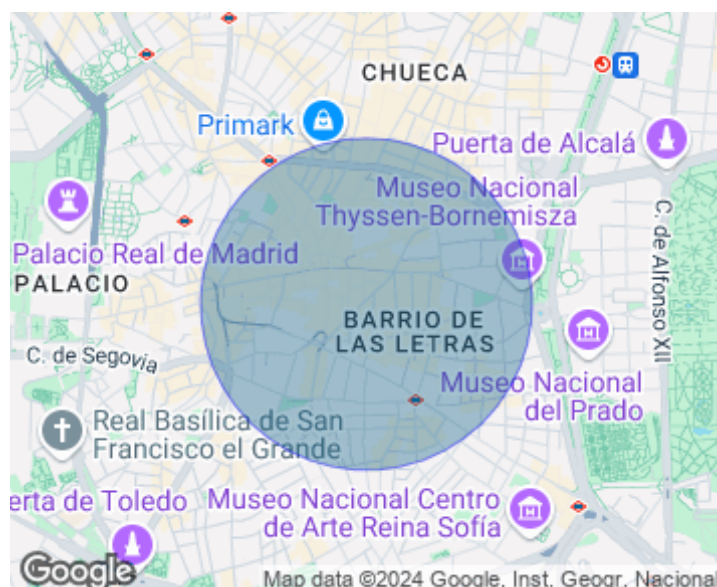 CHUECA
Primark
Puerta de Alcalá
Museo Nacional
Thyssen-Bornemisza
Palacio Real de Madrid
PALACIO
C. de Alfonso XII
BARRIO DE
LAS LETRAS
C. de Segovia
Museo Nacional
del Prado
Real Basílica de San
Francisco el Grande
erta de Toledo
Museo Nacional Centro
de Arte Reina Sofía
Google
Map data ©2024 Google, Inst. Geogr. Nacional